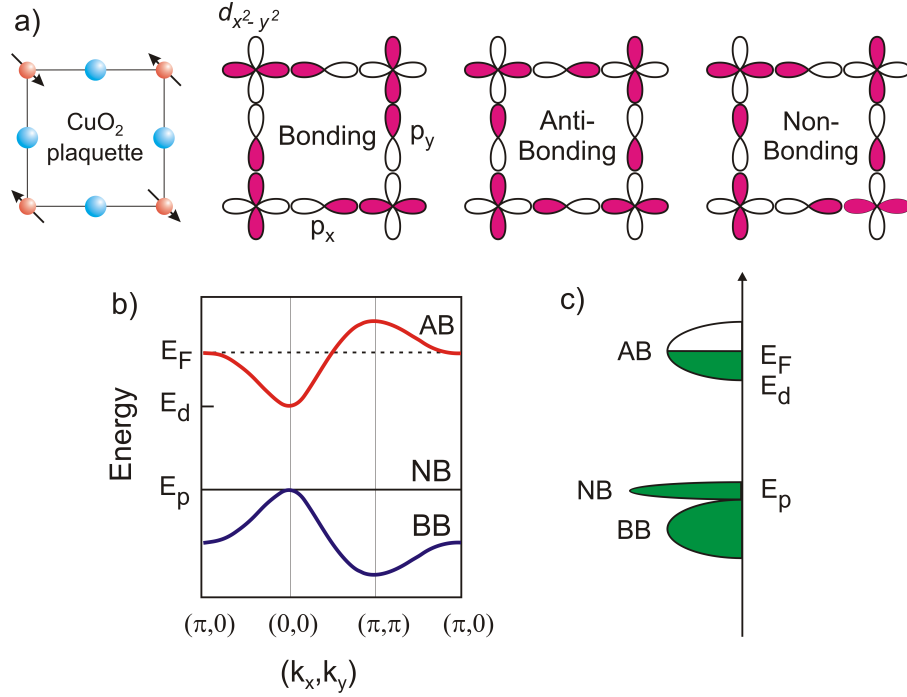 a)
d_{x²-y²}
CuO₂
plaquette
Bonding
p_y
p_x
Anti-
Bonding
Non-
Bonding
b)
AB
E_F
E_d
NB
E_p
BB
Energy
(π,0) (0,0) (π,π) (π,0)
(k_x,k_y)
c)
AB
E_F
E_d
NB
E_p
BB